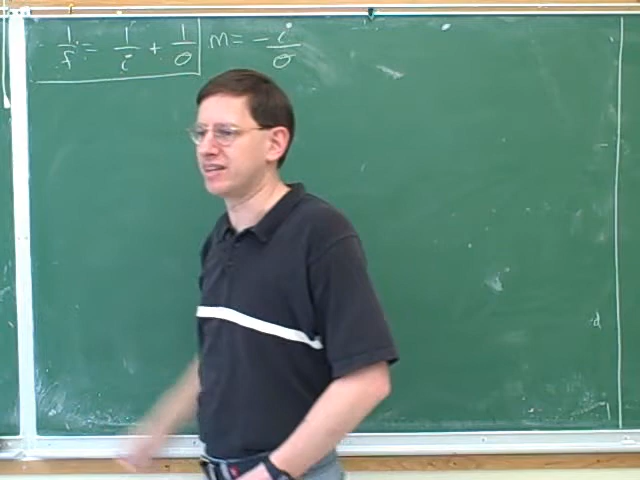 1/f = 1/i + 1/o m = -i/o